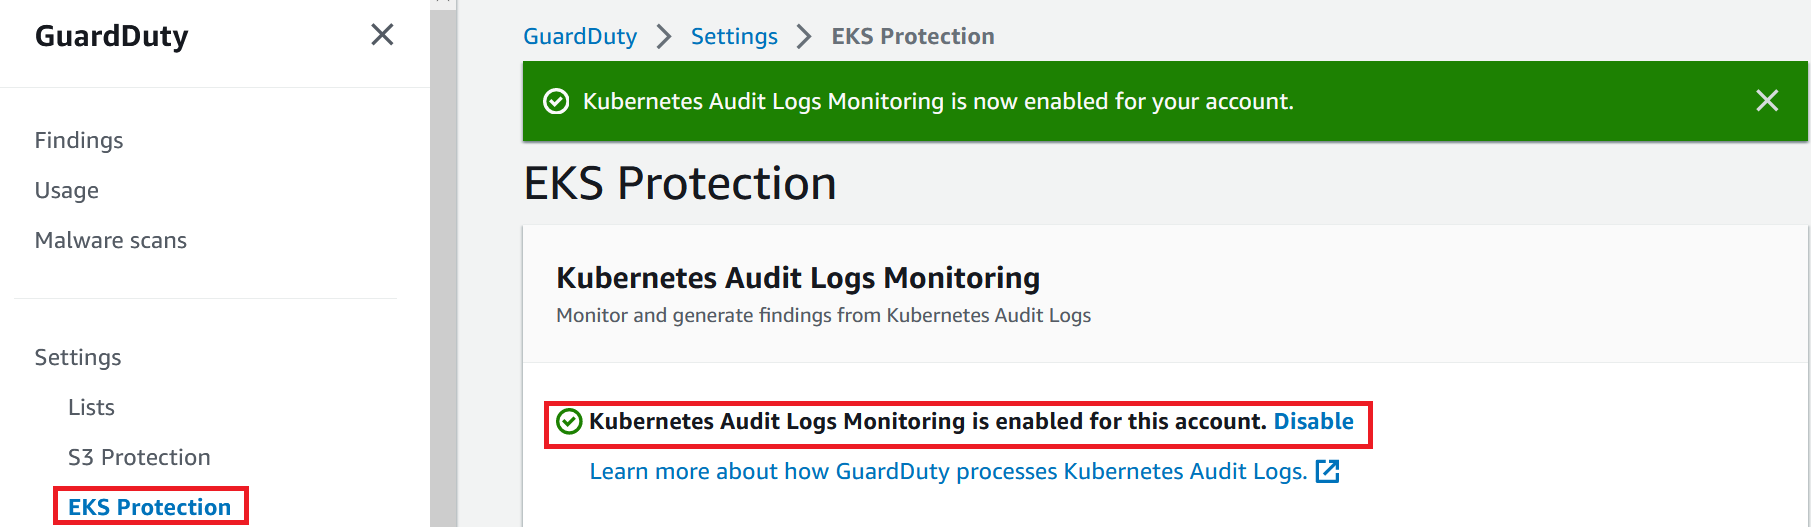 GuardDuty
Findings
Usage
Malware scans
Settings
Lists
S3 Protection
EKS Protection
GuardDuty > Settings > EKS Protection
Kubernetes Audit Logs Monitoring is now enabled for your account.
EKS Protection
Kubernetes Audit Logs Monitoring
Monitor and generate findings from Kubernetes Audit Logs
Kubernetes Audit Logs Monitoring is enabled for this account. Disable
Learn more about how GuardDuty processes Kubernetes Audit Logs.